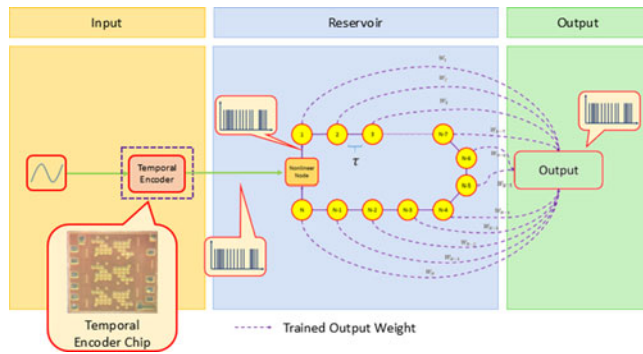 Input
Reservoir
Output
1
2
3
N-7
N-6
N-5
N-4
N-3
N-2
N-1
N
τ
Nonlinear
Node
Temporal
Encoder
Output
Temporal
Encoder Chip
Trained Output Weight